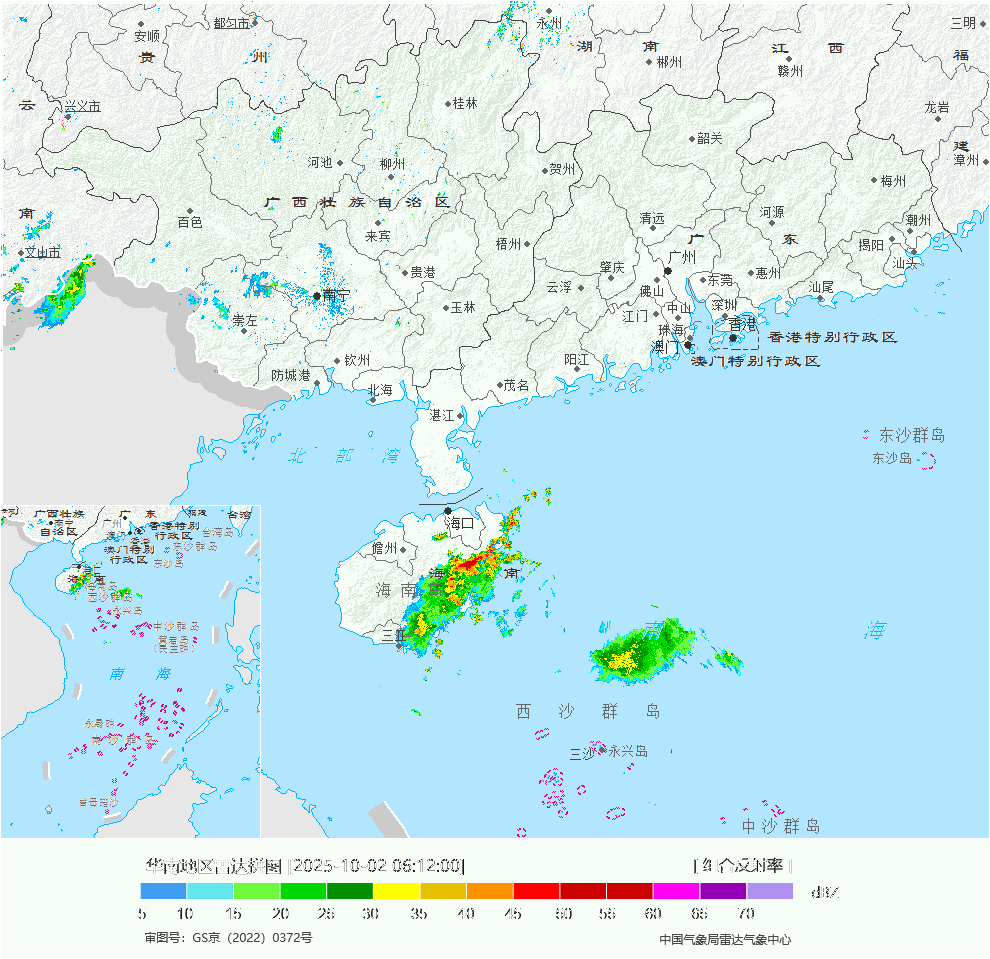 安顺
都匀市
永州
三明
贵 州
湖 南
江 西
福
郴州
赣州
云
兴义市
桂林
龙岩
韶关
建
漳州
河池
柳州
贺州
梅州
广西壮族自治区
南
百色
来宾
清远
河源
潮州
文山市
梧州
广 东
揭阳
广州
汕头
贵港
肇庆
东莞
惠州
南宁
云浮
佛山
汕尾
崇左
玉林
江门
中山
深圳
珠海
香港
香港特别行政区
澳门
澳门特别行政区
钦州
阳江
防城港
北海
茂名
湛江
北部湾
东沙群岛
东沙岛
海口
儋州
海 南
海南岛
三亚
南 海
西沙群岛
三沙
永兴岛
中沙群岛
广西壮族
自治区
南宁
广 东
广州
福建
台湾
香港特别
行政区
澳门特别
行政区
台湾岛
东沙群岛
东沙岛
西沙群岛
永兴岛
中沙群岛
黄岩岛
南 海
南沙群岛
曾母暗沙
华南地区雷达拼图 [2025-10-02 06:12:00]
[ 组合反射率 ]
5 10 15 20 25 30 35 40 45 50 55 60 65 70
dBZ
审图号：GS京（2022）0372号
中国气象局雷达气象中心